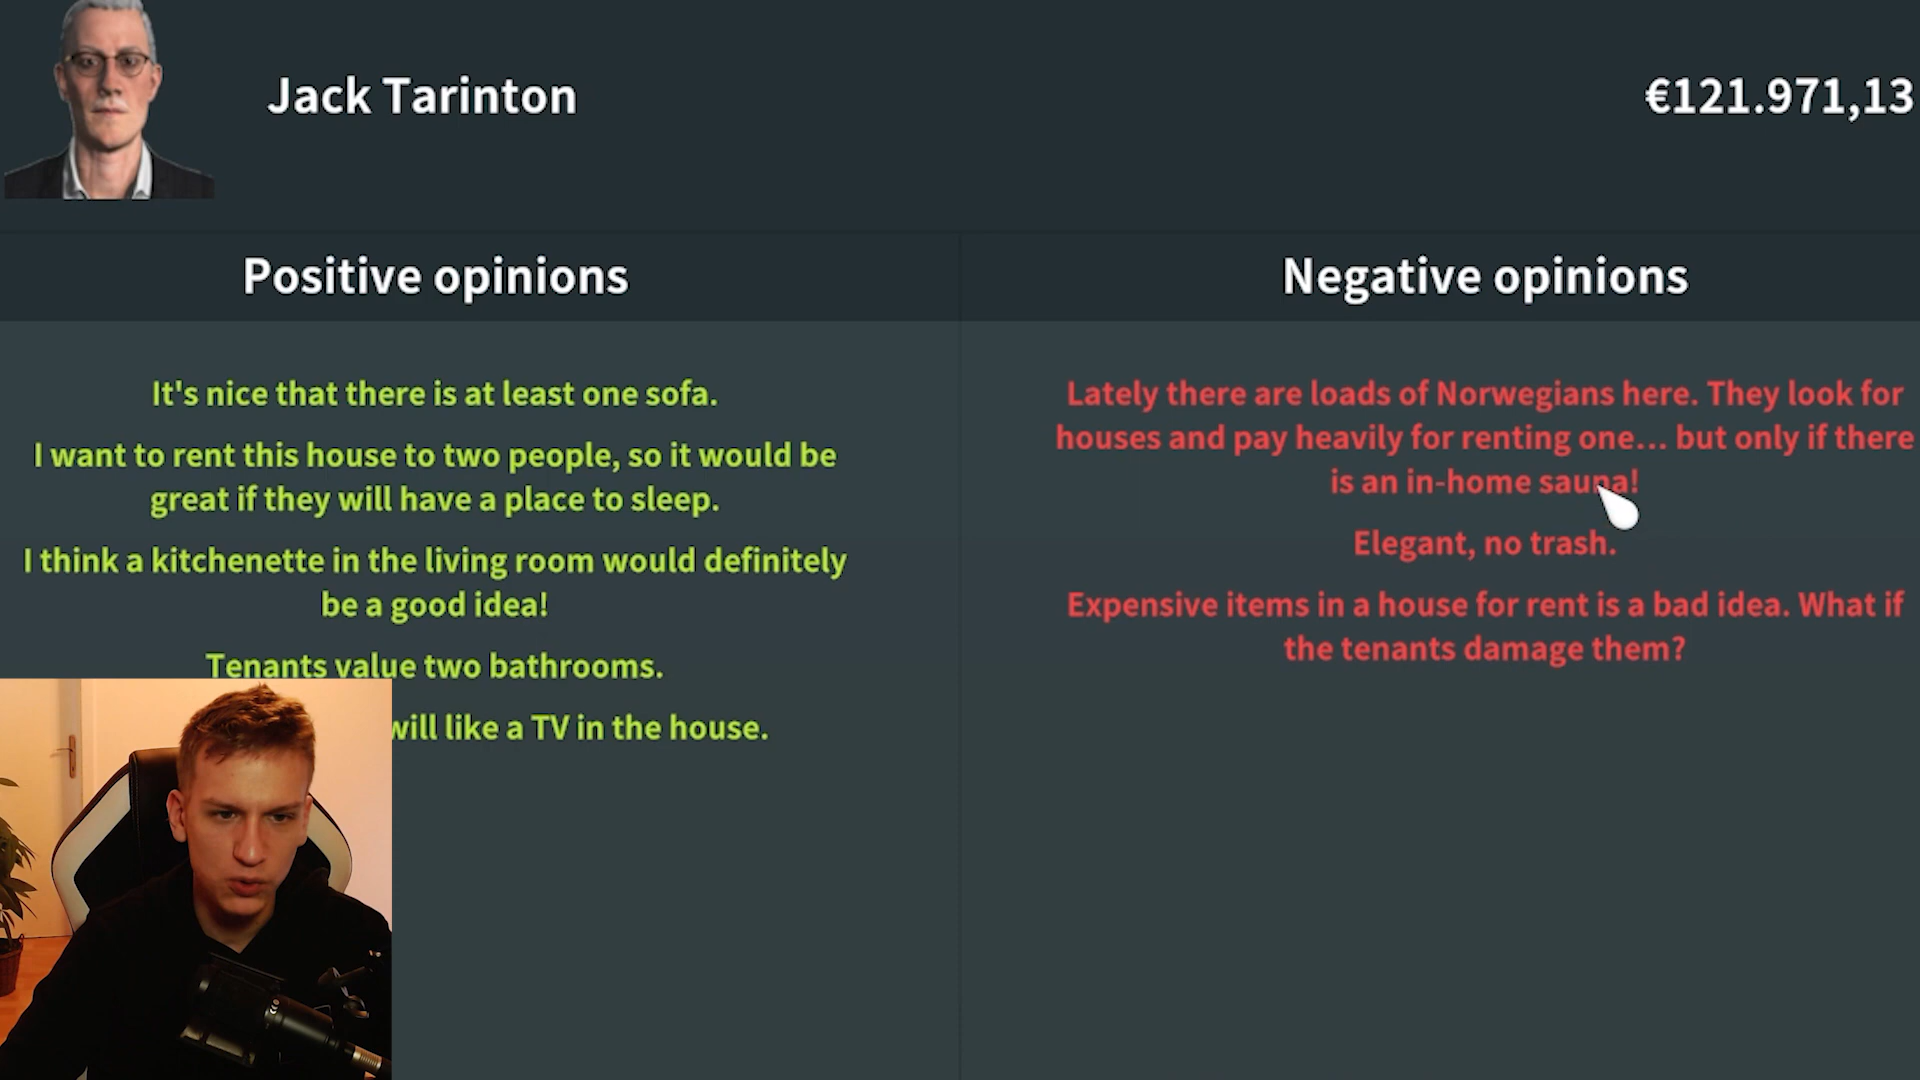 Jack Tarinton
€121.971,13
Positive opinions
Negative opinions
It's nice that there is at least one sofa.
I want to rent this house to two people, so it would be
great if they will have a place to sleep.
I think a kitchenette in the living room would definitely
be a good idea!
Tenants value two bathrooms.
will like a TV in the house.
Lately there are loads of Norwegians here. They look for
houses and pay heavily for renting one... but only if there
is an in-home sauna!
Elegant, no trash.
Expensive items in a house for rent is a bad idea. What if
the tenants damage them?